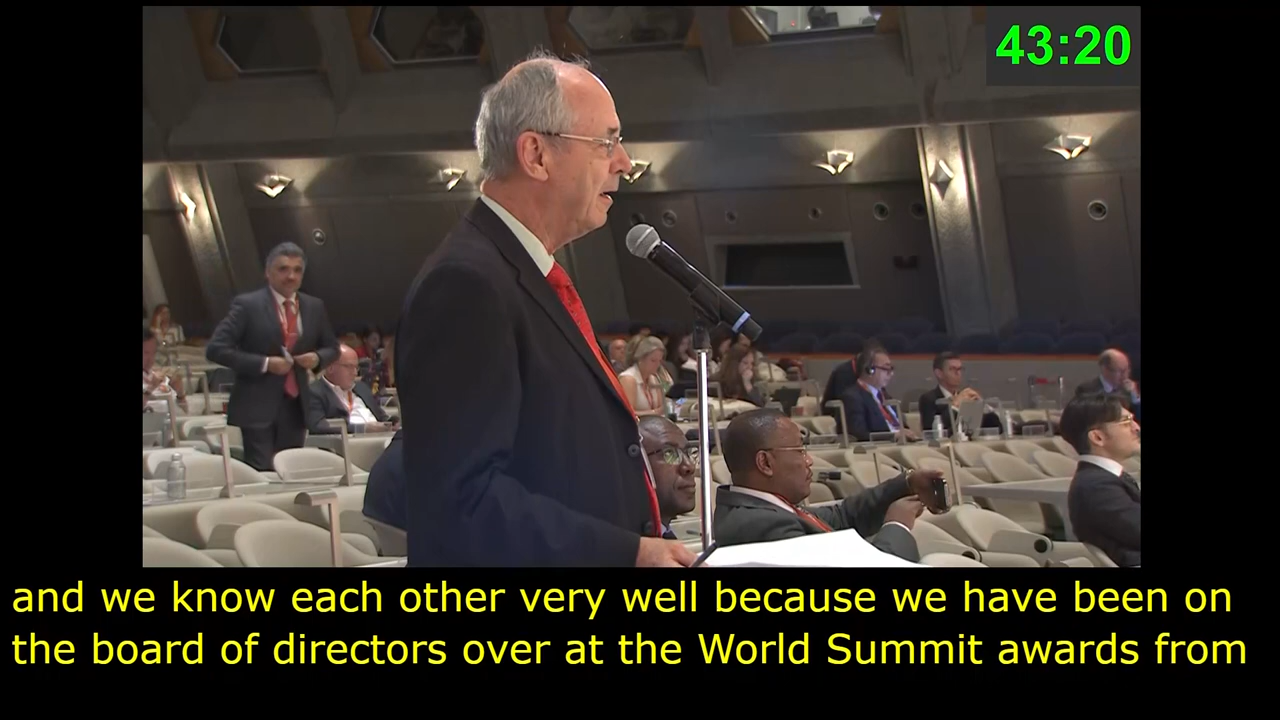 43:20
and we know each other very well because we have been on
the board of directors over at the World Summit awards from